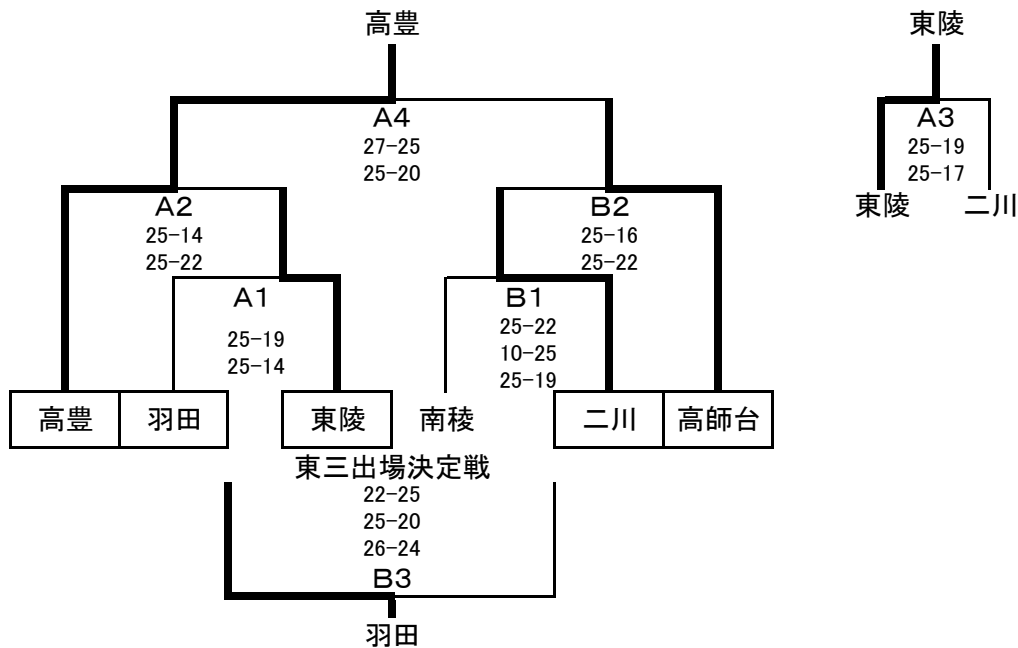 高豊
東陵
A4
27-25
25-20
A3
25-19
25-17
東陵
二川
A2
25-14
25-22
B2
25-16
25-22
A1
25-19
25-14
B1
25-22
10-25
25-19
高豊
羽田
東陵
南稜
二川
高師台
東三出場決定戦
22-25
25-20
26-24
B3
羽田